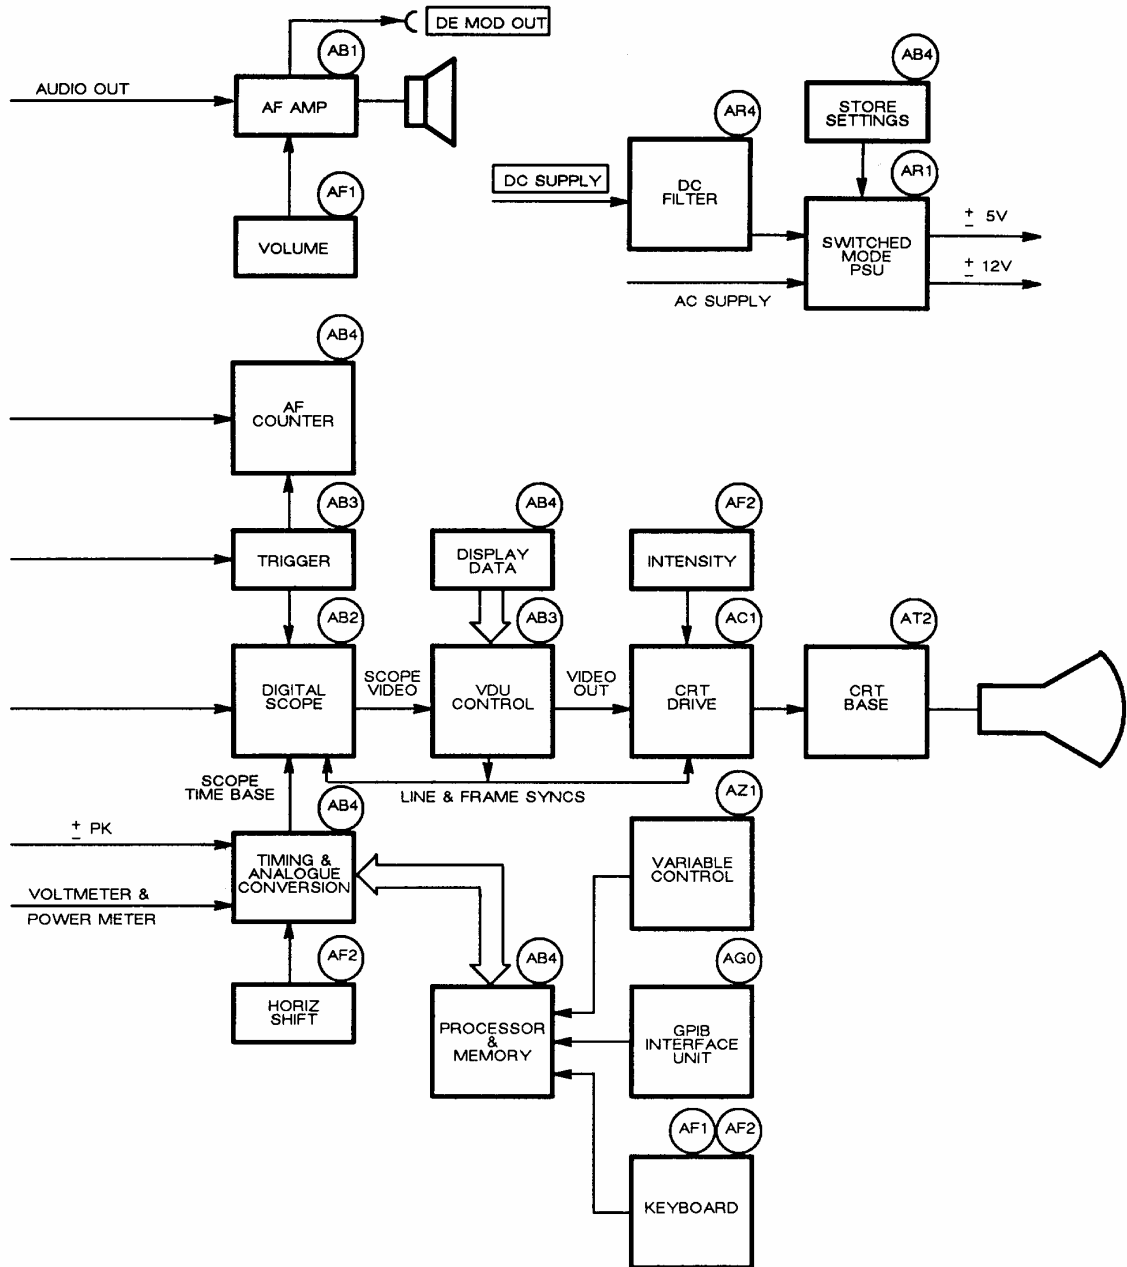 DE MOD OUT
AB1
AB4
AUDIO OUT
AF AMP
STORE
SETTINGS
AR4
AR1
DC SUPPLY
DC
FILTER
AF1
VOLUME
SWITCHED
MODE
PSU
± 5V
± 12V
AC SUPPLY
AB4
AF
COUNTER
AB3
AB4
AF2
TRIGGER
DISPLAY
DATA
INTENSITY
AB2
AB3
AC1
AT2
DIGITAL
SCOPE
SCOPE
VIDEO
VDU
CONTROL
VIDEO
OUT
CRT
DRIVE
CRT
BASE
SCOPE
TIME BASE
LINE & FRAME SYNCS
AB4
AZ1
± PK
TIMING &
ANALOGUE
CONVERSION
VARIABLE
CONTROL
VOLTMETER &
POWER METER
AF2
AB4
AG0
HORIZ
SHIFT
PROCESSOR
&
MEMORY
GPIB
INTERFACE
UNIT
AF1
AF2
KEYBOARD